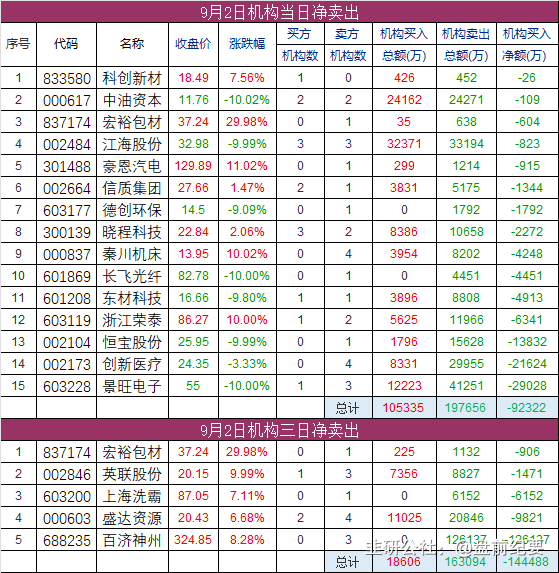 9月2日机构当日净卖出
序号 代码 名称 收盘价 涨跌幅 买方机构数 卖方机构数 机构买入总额(万) 机构卖出总额(万) 机构买入净额(万)
1 833580 科创新材 18.49 7.56% 1 0 426 452 -26
2 000617 中油资本 11.76 -10.02% 2 2 24162 24271 -109
3 837174 宏裕包材 37.24 29.98% 0 1 35 638 -604
4 002484 江海股份 32.98 -9.99% 3 3 32371 33194 -823
5 301488 豪恩汽电 129.89 11.02% 0 1 299 1214 -915
6 002664 信质集团 27.66 1.47% 2 1 3831 5175 -1344
7 603177 德创环保 14.5 -9.09% 0 1 0 1792 -1792
8 300139 晓程科技 22.84 2.06% 3 2 8386 10658 -2272
9 000837 秦川机床 13.95 10.02% 0 4 3954 8202 -4248
10 601869 长飞光纤 82.78 -10.00% 0 1 0 4451 -4451
11 601208 东材科技 16.66 -9.80% 1 1 3896 8808 -4913
12 603119 浙江荣泰 86.27 10.00% 1 2 5625 11966 -6341
13 002104 恒宝股份 25.95 -9.99% 0 1 1796 15628 -13832
14 002173 创新医疗 24.35 -3.33% 0 4 8331 29955 -21624
15 603228 景旺电子 55 -10.00% 1 3 12223 41251 -29028
总计 105335 197656 -92322
9月2日机构三日净卖出
1 837174 宏裕包材 37.24 29.98% 0 1 225 1132 -906
2 002846 英联股份 20.15 9.99% 1 3 7356 8827 -1471
3 603200 上海洗霸 87.05 7.11% 0 1 0 6152 -6152
4 000603 盛达资源 20.43 6.68% 2 4 11025 20846 -9821
5 688235 百济神州 324.85 8.28% 0 3 0 126137 -126137
总计 18606 163094 -144488
韭研公社：@盘前纪要